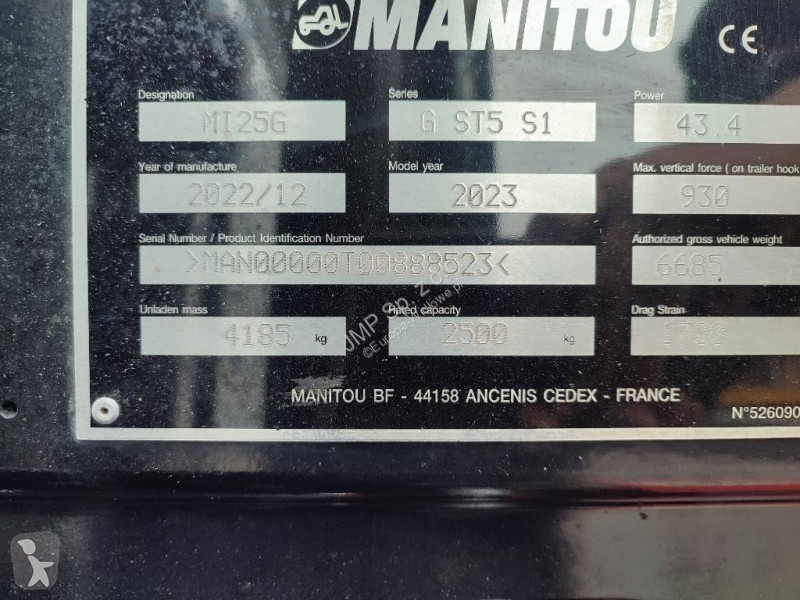 MANITOU CE
Designation Series Power
MI25G G ST5 S1 43.4
Year of manufacture Model year Max. vertical force ( on trailer hook
2022/12 2023 930
Serial Number / Product Identification Number Authorized gross vehicle weight
>MAN00000T00888523< 6685
Unladen mass Rated capacity Drag Strain
4185 kg 2500 kg
MANITOU BF - 44158 ANCENIS CEDEX - FRANCE
N°526090
JMP Sp. z o.o.